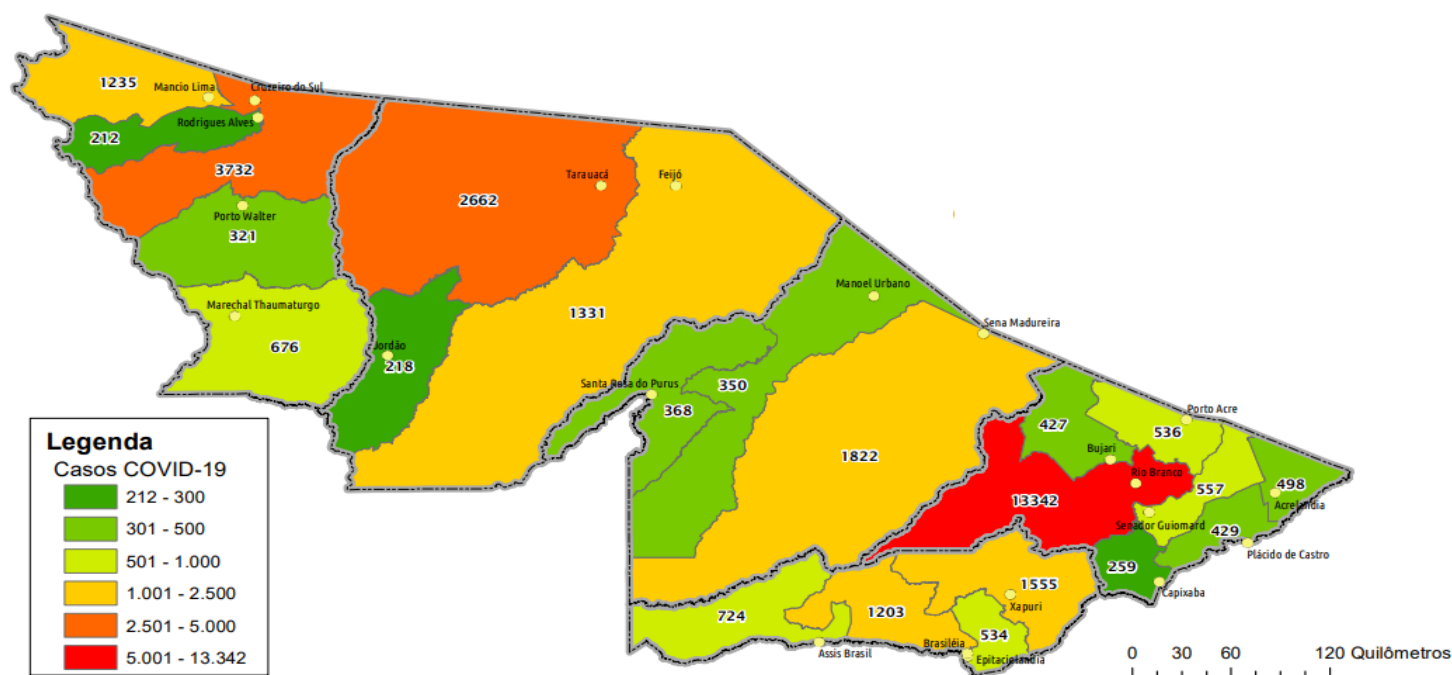 1235
Mancio Lima
Cruzeiro do Sul
Rodrigues Alves
212
3732
Tarauacá
Feijó
2662
Porto Walter
321
Manoel Urbano
Marechal Thaumaturgo
1331
Sena Madureira
676
Jordão
218
Santa Rosa do Purus
350
368
Porto Acre
427
536
Bujari
1822
Rio Branco
13342
557
498
Acrelandia
Senador Guiomard
429
Plácido de Castro
259
Capixaba
1555
Xapuri
724
1203
534
Brasiléia
Assis Brasil
Epitaciolandia
Legenda
Casos COVID-19
212 - 300
301 - 500
501 - 1.000
1.001 - 2.500
2.501 - 5.000
5.001 - 13.342
0 30 60 120 Quilômetros